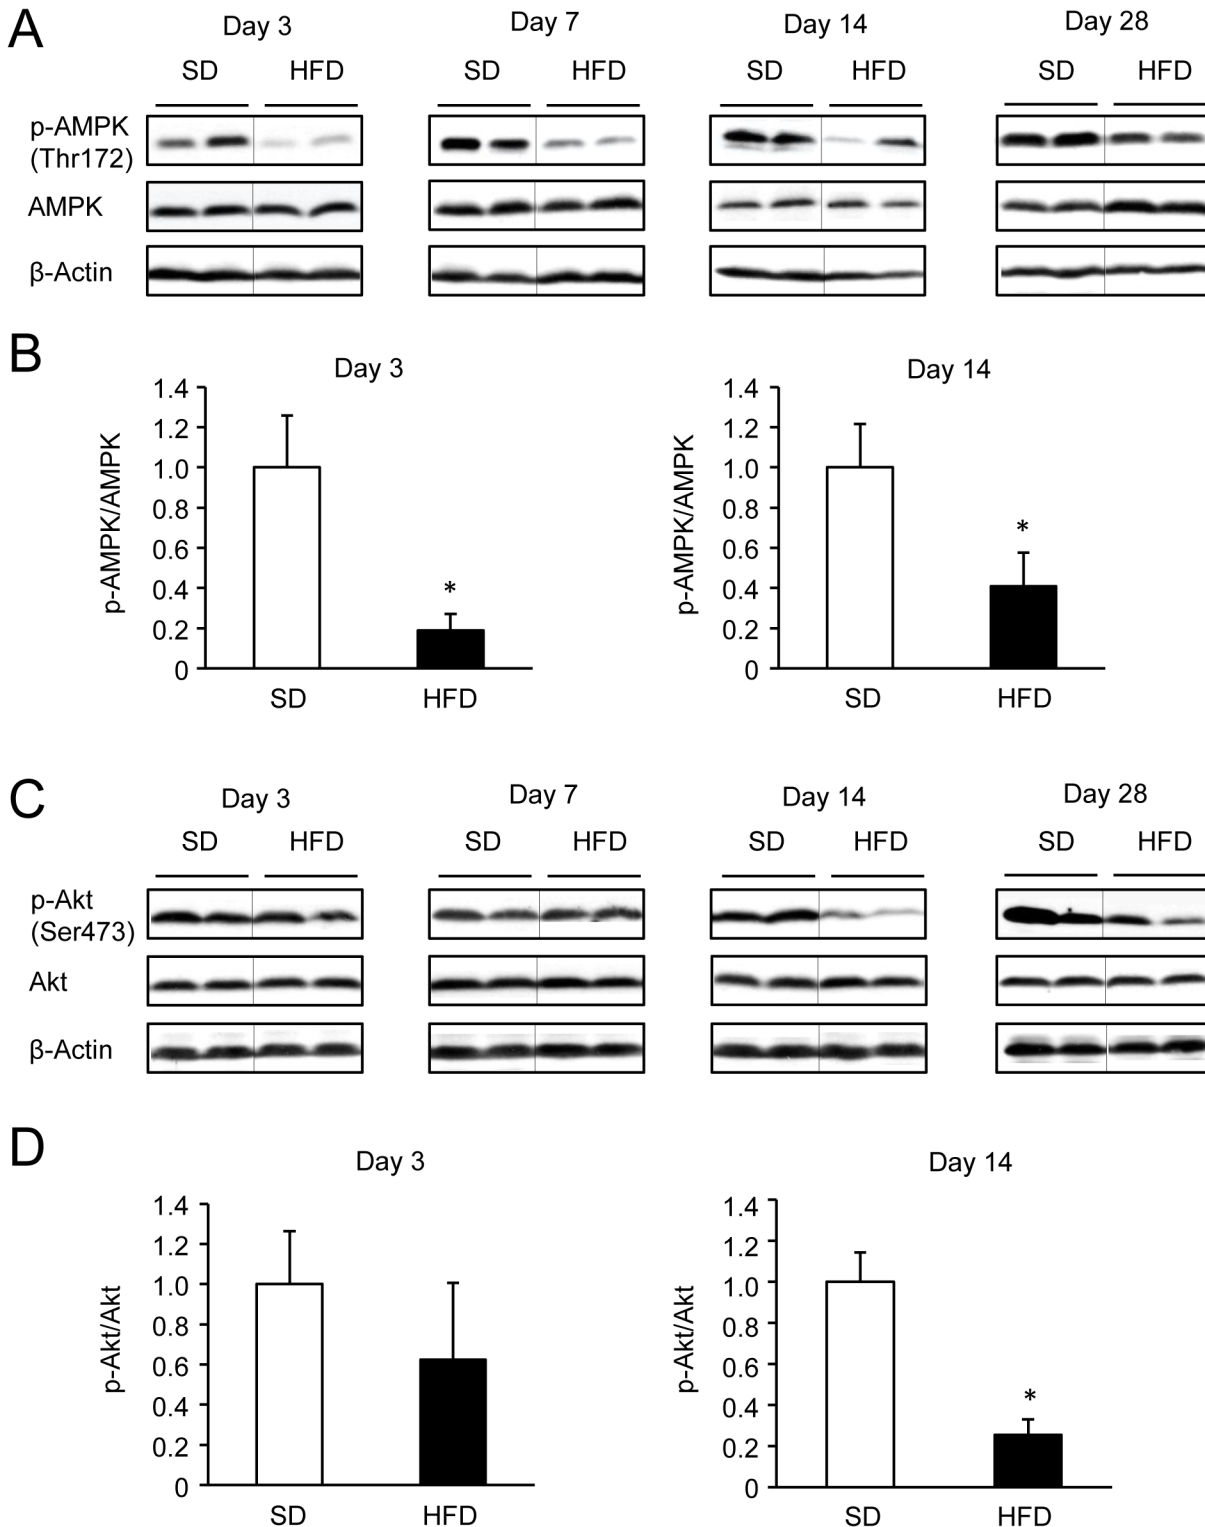 A
Day 3 Day 7 Day 14 Day 28
SD HFD SD HFD SD HFD SD HFD
p-AMPK
(Thr172)
AMPK
β-Actin
B
Day 3 Day 14
1.4 1.4
1.2 1.2
1.0 1.0
0.8 0.8
0.6 0.6
0.4 0.4
0.2 0.2
0 0
p-AMPK/AMPK p-AMPK/AMPK
* *
SD HFD SD HFD
C
Day 3 Day 7 Day 14 Day 28
SD HFD SD HFD SD HFD SD HFD
p-Akt
(Ser473)
Akt
β-Actin
D
Day 3 Day 14
1.4 1.4
1.2 1.2
1.0 1.0
0.8 0.8
0.6 0.6
0.4 0.4
0.2 0.2
0 0
p-Akt/Akt p-Akt/Akt
*
SD HFD SD HFD